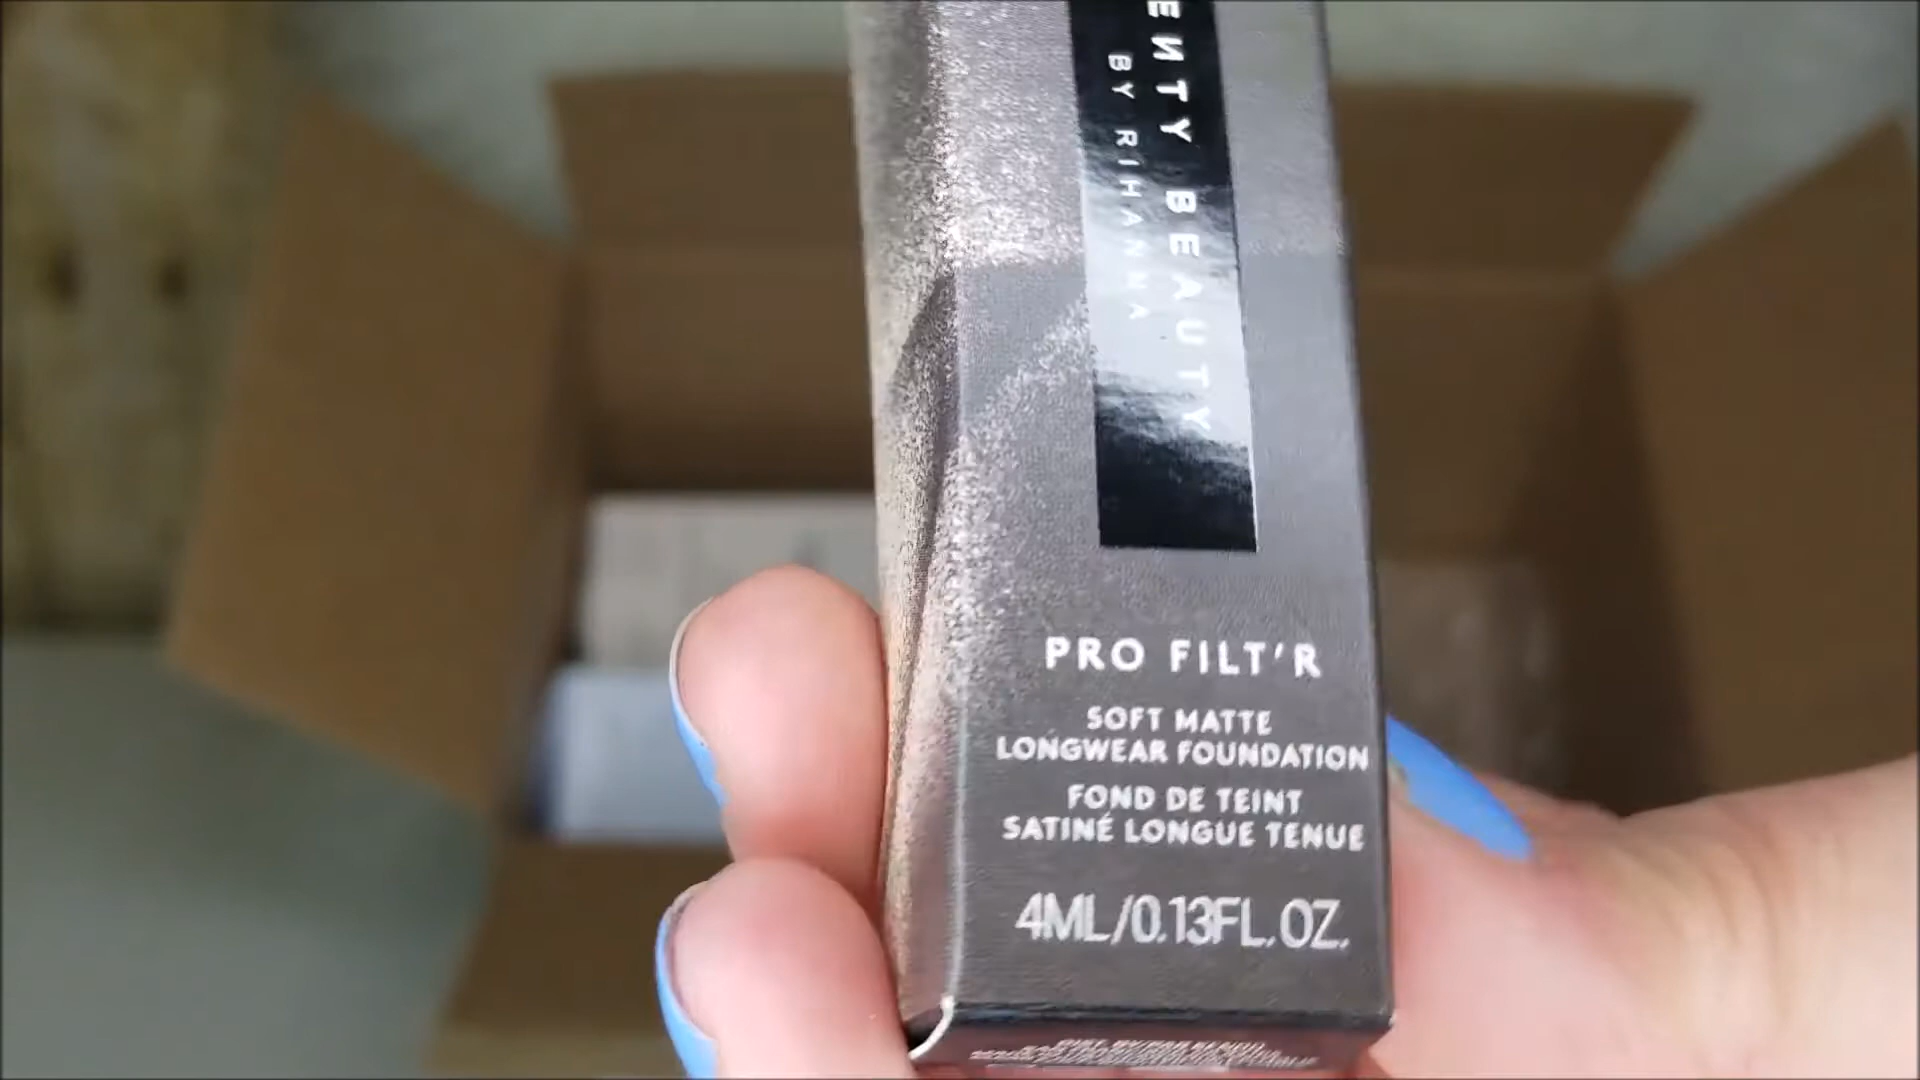 ENTY BEAUTY
BY RIHANNA
PRO FILT'R
SOFT MATTE
LONGWEAR FOUNDATION
FOND DE TEINT
SATINÉ LONGUE TENUE
4ML/0.13FL.OZ.